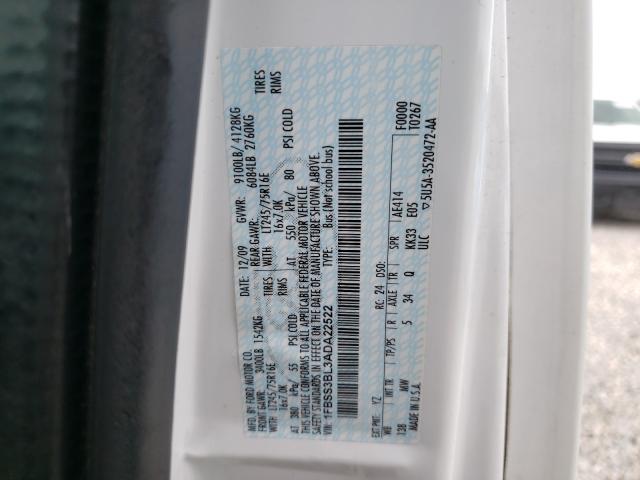 MFD. BY FORD MOTOR CO.
DATE: 12/09 GVWR: 9100LB/ 4128KG
FRONT GAWR: 3400LB 1542KG REAR GAWR: 6084LB 2760KG
WITH LT245/75R16E TIRES WITH LT245/75R16E TIRES
16x7.0K RIMS 16x7.0K RIMS
AT 380 kPa/ 55 PSI COLD AT 550 kPa/ 80 PSI COLD
THIS VEHICLE CONFORMS TO ALL APPLICABLE FEDERAL MOTOR VEHICLE
SAFETY STANDARDS IN EFFECT ON THE DATE OF MANUFACTURE SHOWN ABOVE.
VIN: 1FBSS3BL3ADA22522 TYPE: Bus (Not school bus)
F0000
T0267
EXT PNT: YZ RC: 24 DSO: AE414
WB INT TR TP/PS R AXLE TR SPR
138 MW 5 34 Q KK33 E05
MADE IN U.S.A. ULC ▽ 5U5A-3520472-AA